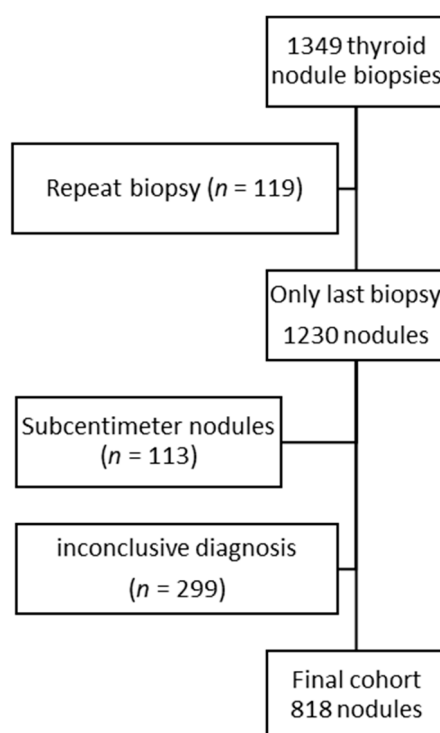 1349 thyroid
nodule biopsies
Repeat biopsy (n = 119)
Only last biopsy
1230 nodules
Subcentimeter nodules
(n = 113)
inconclusive diagnosis
(n = 299)
Final cohort
818 nodules